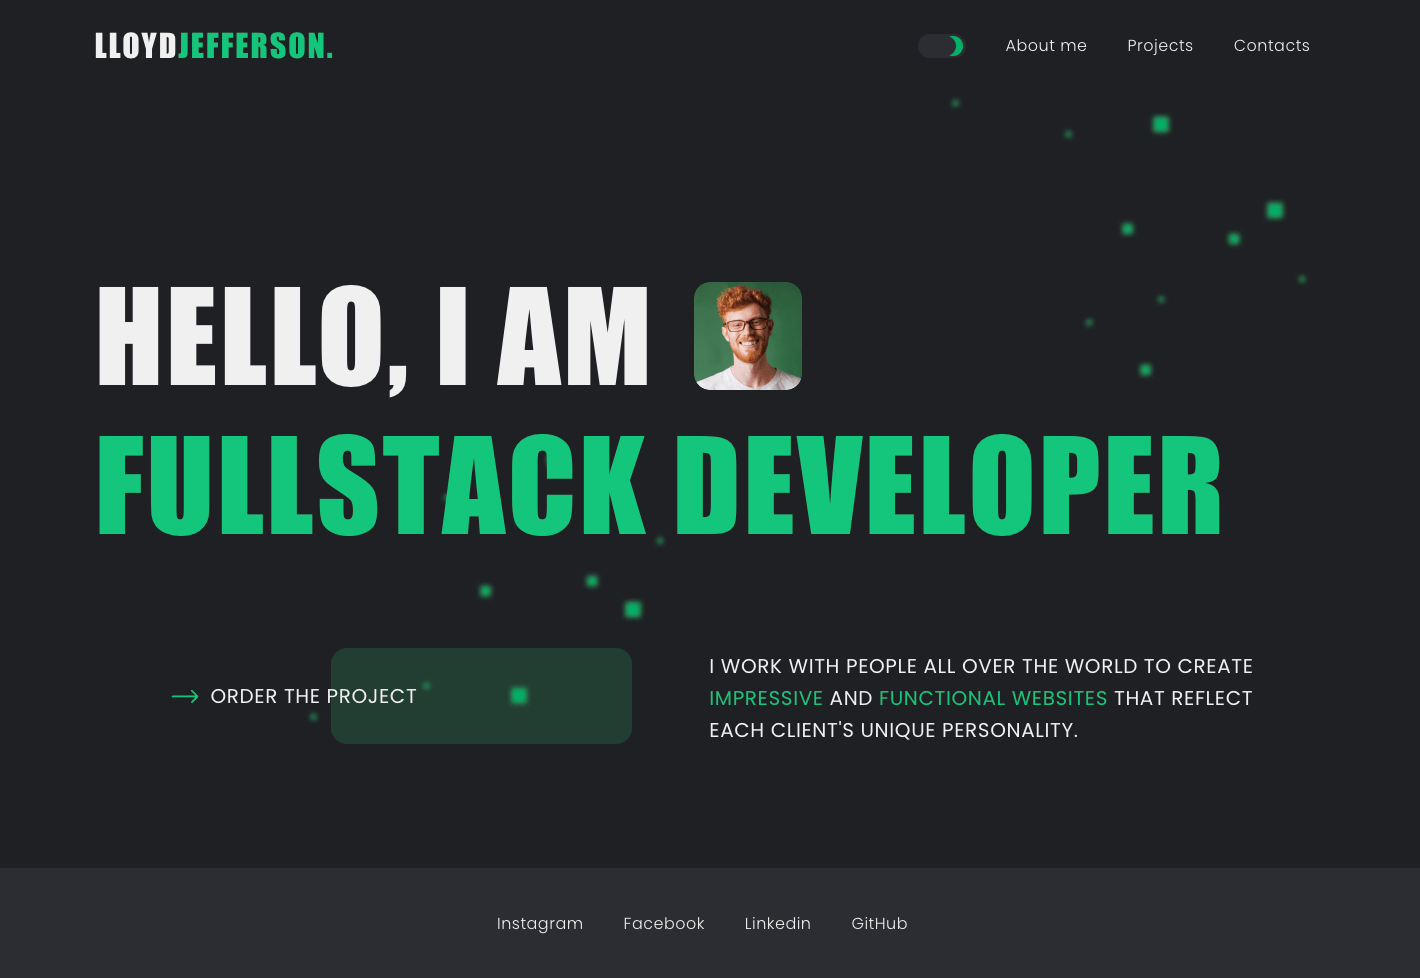 LLOYDJEFFERSON.
About me
Projects
Contacts
HELLO, I AM
FULLSTACK DEVELOPER
ORDER THE PROJECT
I WORK WITH PEOPLE ALL OVER THE WORLD TO CREATE
IMPRESSIVE AND FUNCTIONAL WEBSITES THAT REFLECT
EACH CLIENT'S UNIQUE PERSONALITY.
Instagram
Facebook
Linkedin
GitHub